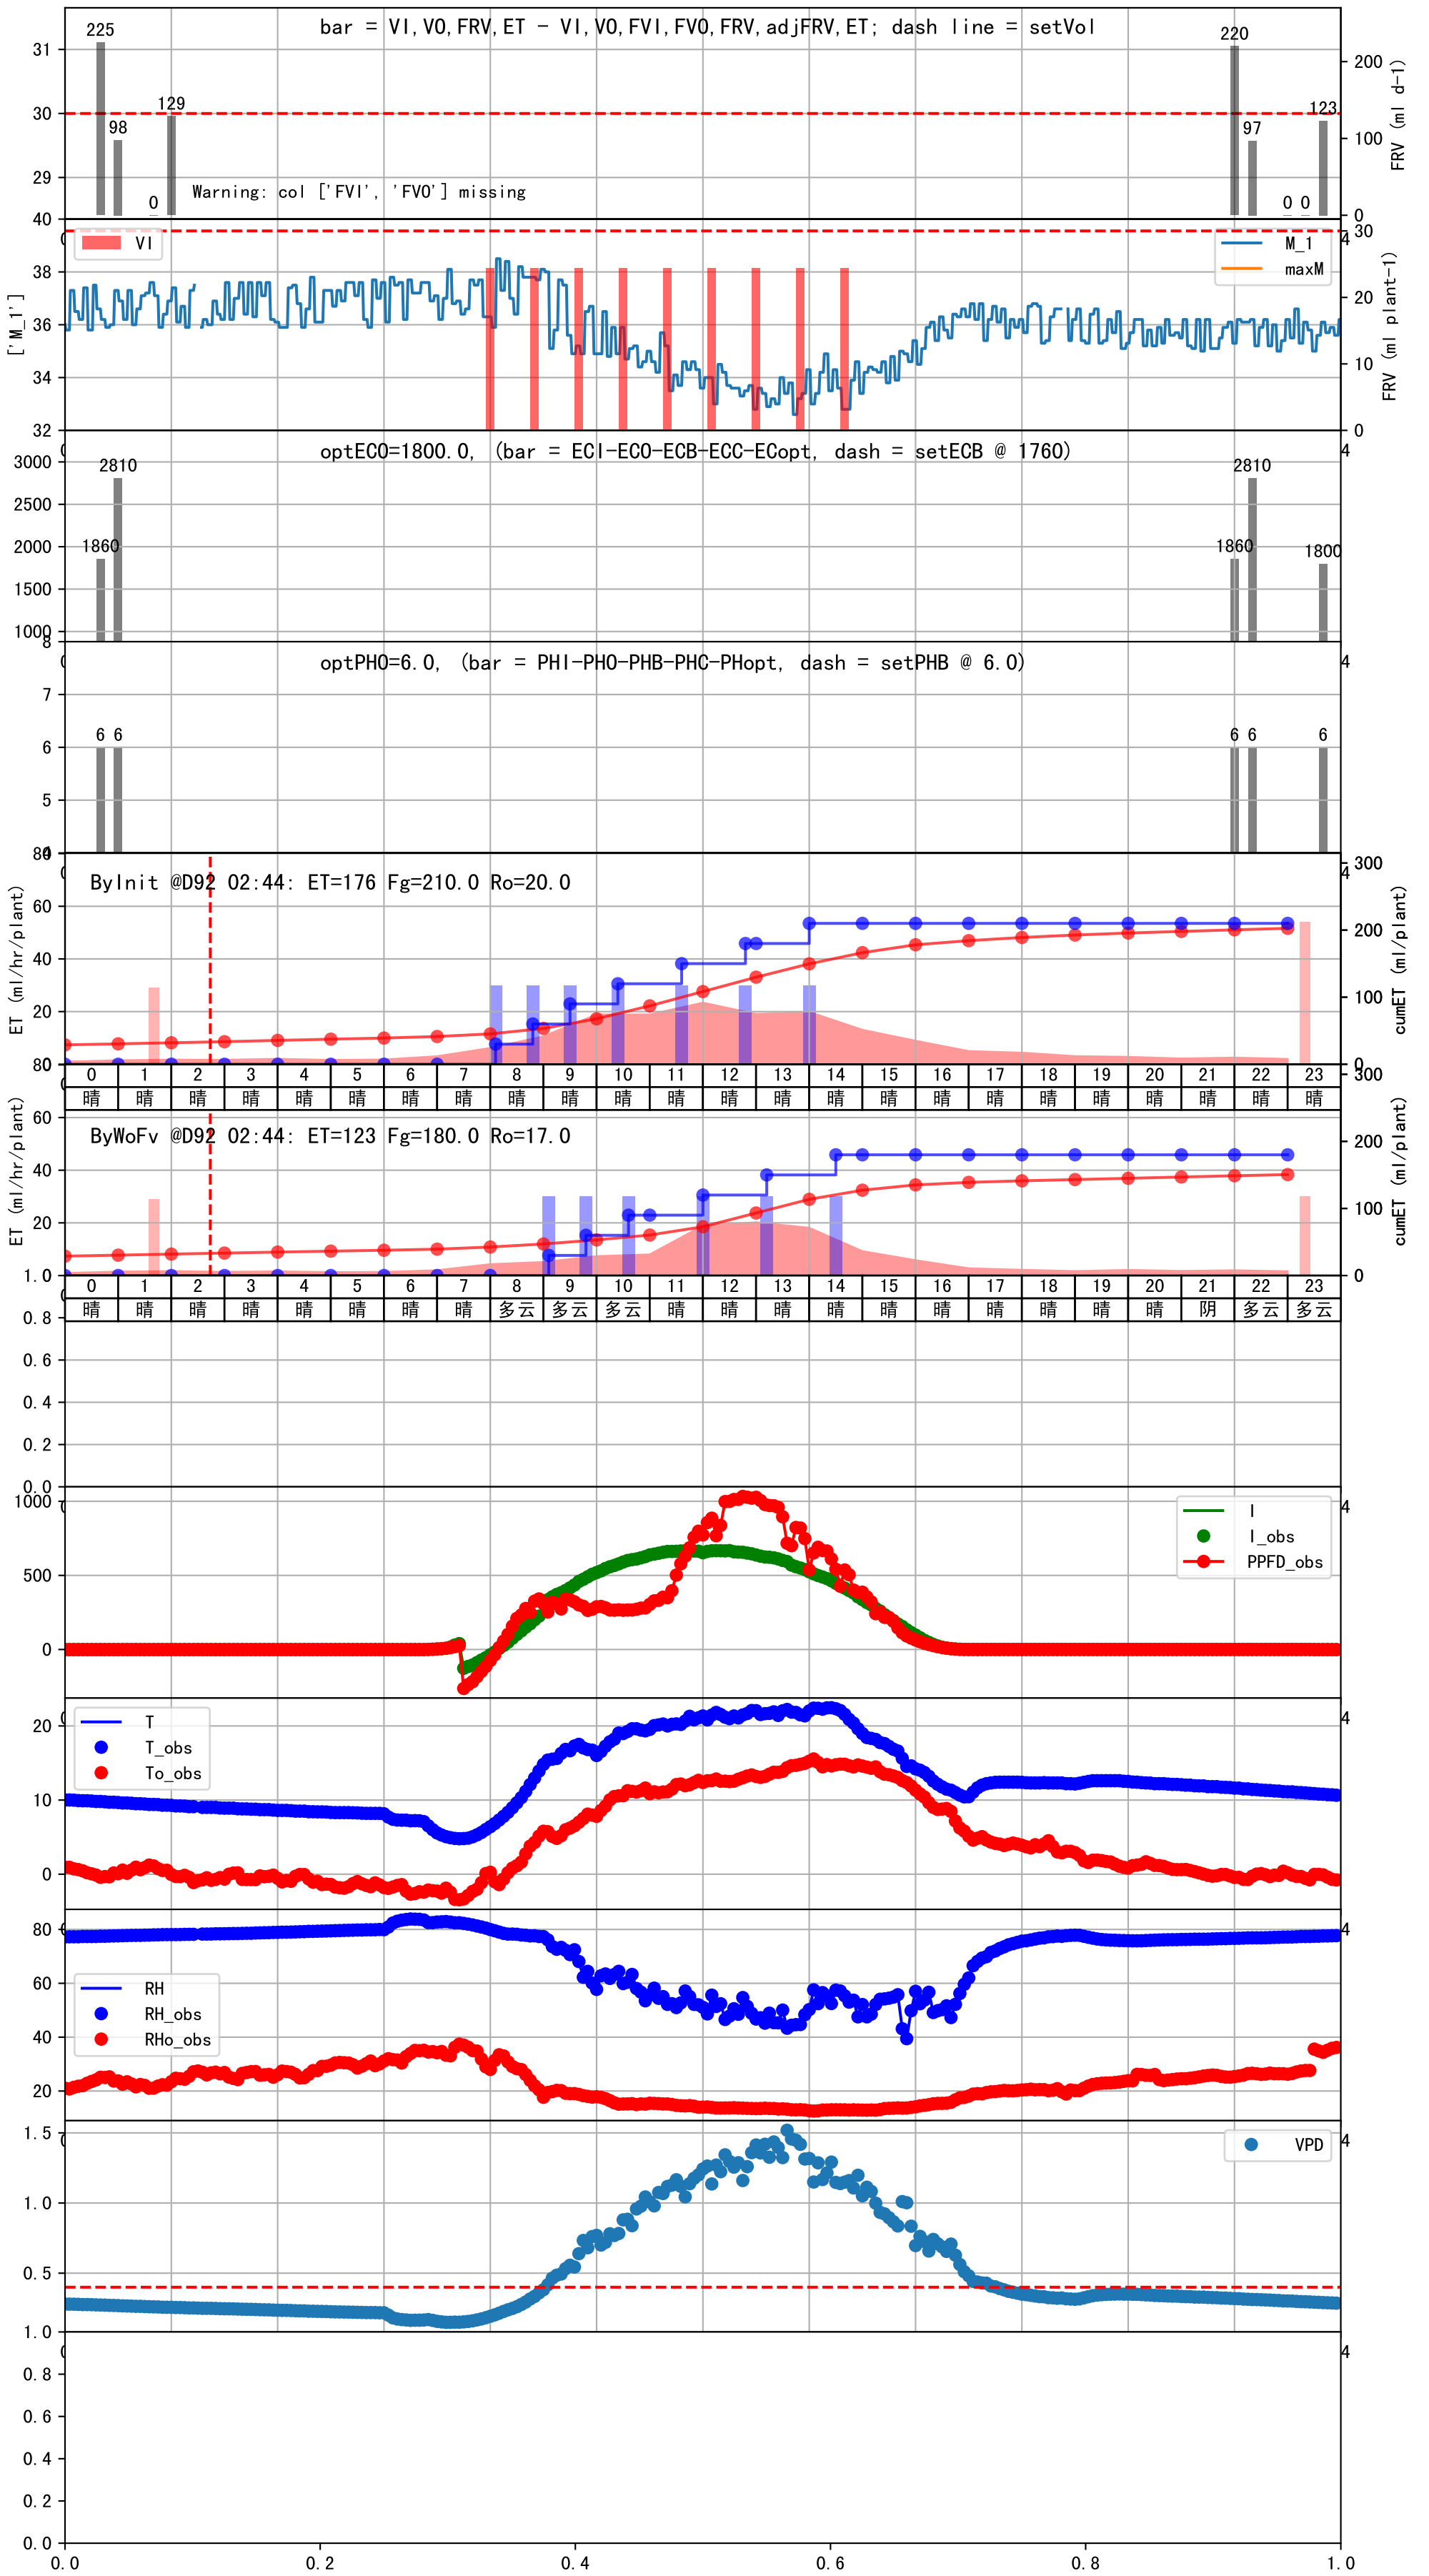 bar = VI,VO,FRV,ET - VI,VO,FVI,FVO,FRV,adjFRV,ET; dash line = setVol
225
98
0
129
220
97
0 0
123
Warning: col ['FVI', 'FVO'] missing
31
30
29
200
100
0
FRV (ml d-1)
40
38
36
34
32
['M_1']
VI
M_1
maxM
30
20
10
0
FRV (ml plant-1)
4
optECO=1800.0, (bar = ECI-ECO-ECB-ECC-ECopt, dash = setECB @ 1760)
3000
2500
2000
1000
1860
2810
1860
2810
1800
4
optPHO=6.0, (bar = PHI-PHO-PHB-PHC-PHopt, dash = setPHB @ 6.0)
8
7
6
5
6 6
6 6
6
4
ByInit @D92 02:44: ET=176 Fg=210.0 Ro=20.0
60
40
20
ET (ml/hr/plant)
300
200
100
0
cumET (ml/plant)
0 1 2 3 4 5 6 7 8 9 10 11 12 13 14 15 16 17 18 19 20 21 22 23
晴 晴 晴 晴 晴 晴 晴 晴 晴 晴 晴 晴 晴 晴 晴 晴 晴 晴 晴 晴 晴 晴 晴 晴
ByWoFv @D92 02:44: ET=123 Fg=180.0 Ro=17.0
80
60
40
20
ET (ml/hr/plant)
300
200
100
0
cumET (ml/plant)
0 1 2 3 4 5 6 7 8 9 10 11 12 13 14 15 16 17 18 19 20 21 22 23
晴 晴 晴 晴 晴 晴 晴 晴 多云 多云 多云 晴 晴 晴 晴 晴 晴 晴 晴 晴 晴 阴 多云 多云
1.0
0.8
0.6
0.4
0.2
0.0
1000
500
0
I
I_obs
PPFD_obs
4
20
10
0
T
T_obs
To_obs
4
80
60
40
20
RH
RH_obs
RHo_obs
4
1.5
1.0
0.5
VPD
4
1.0
0.8
0.6
0.4
0.2
0.0
4
0.0 0.2 0.4 0.6 0.8 1.0